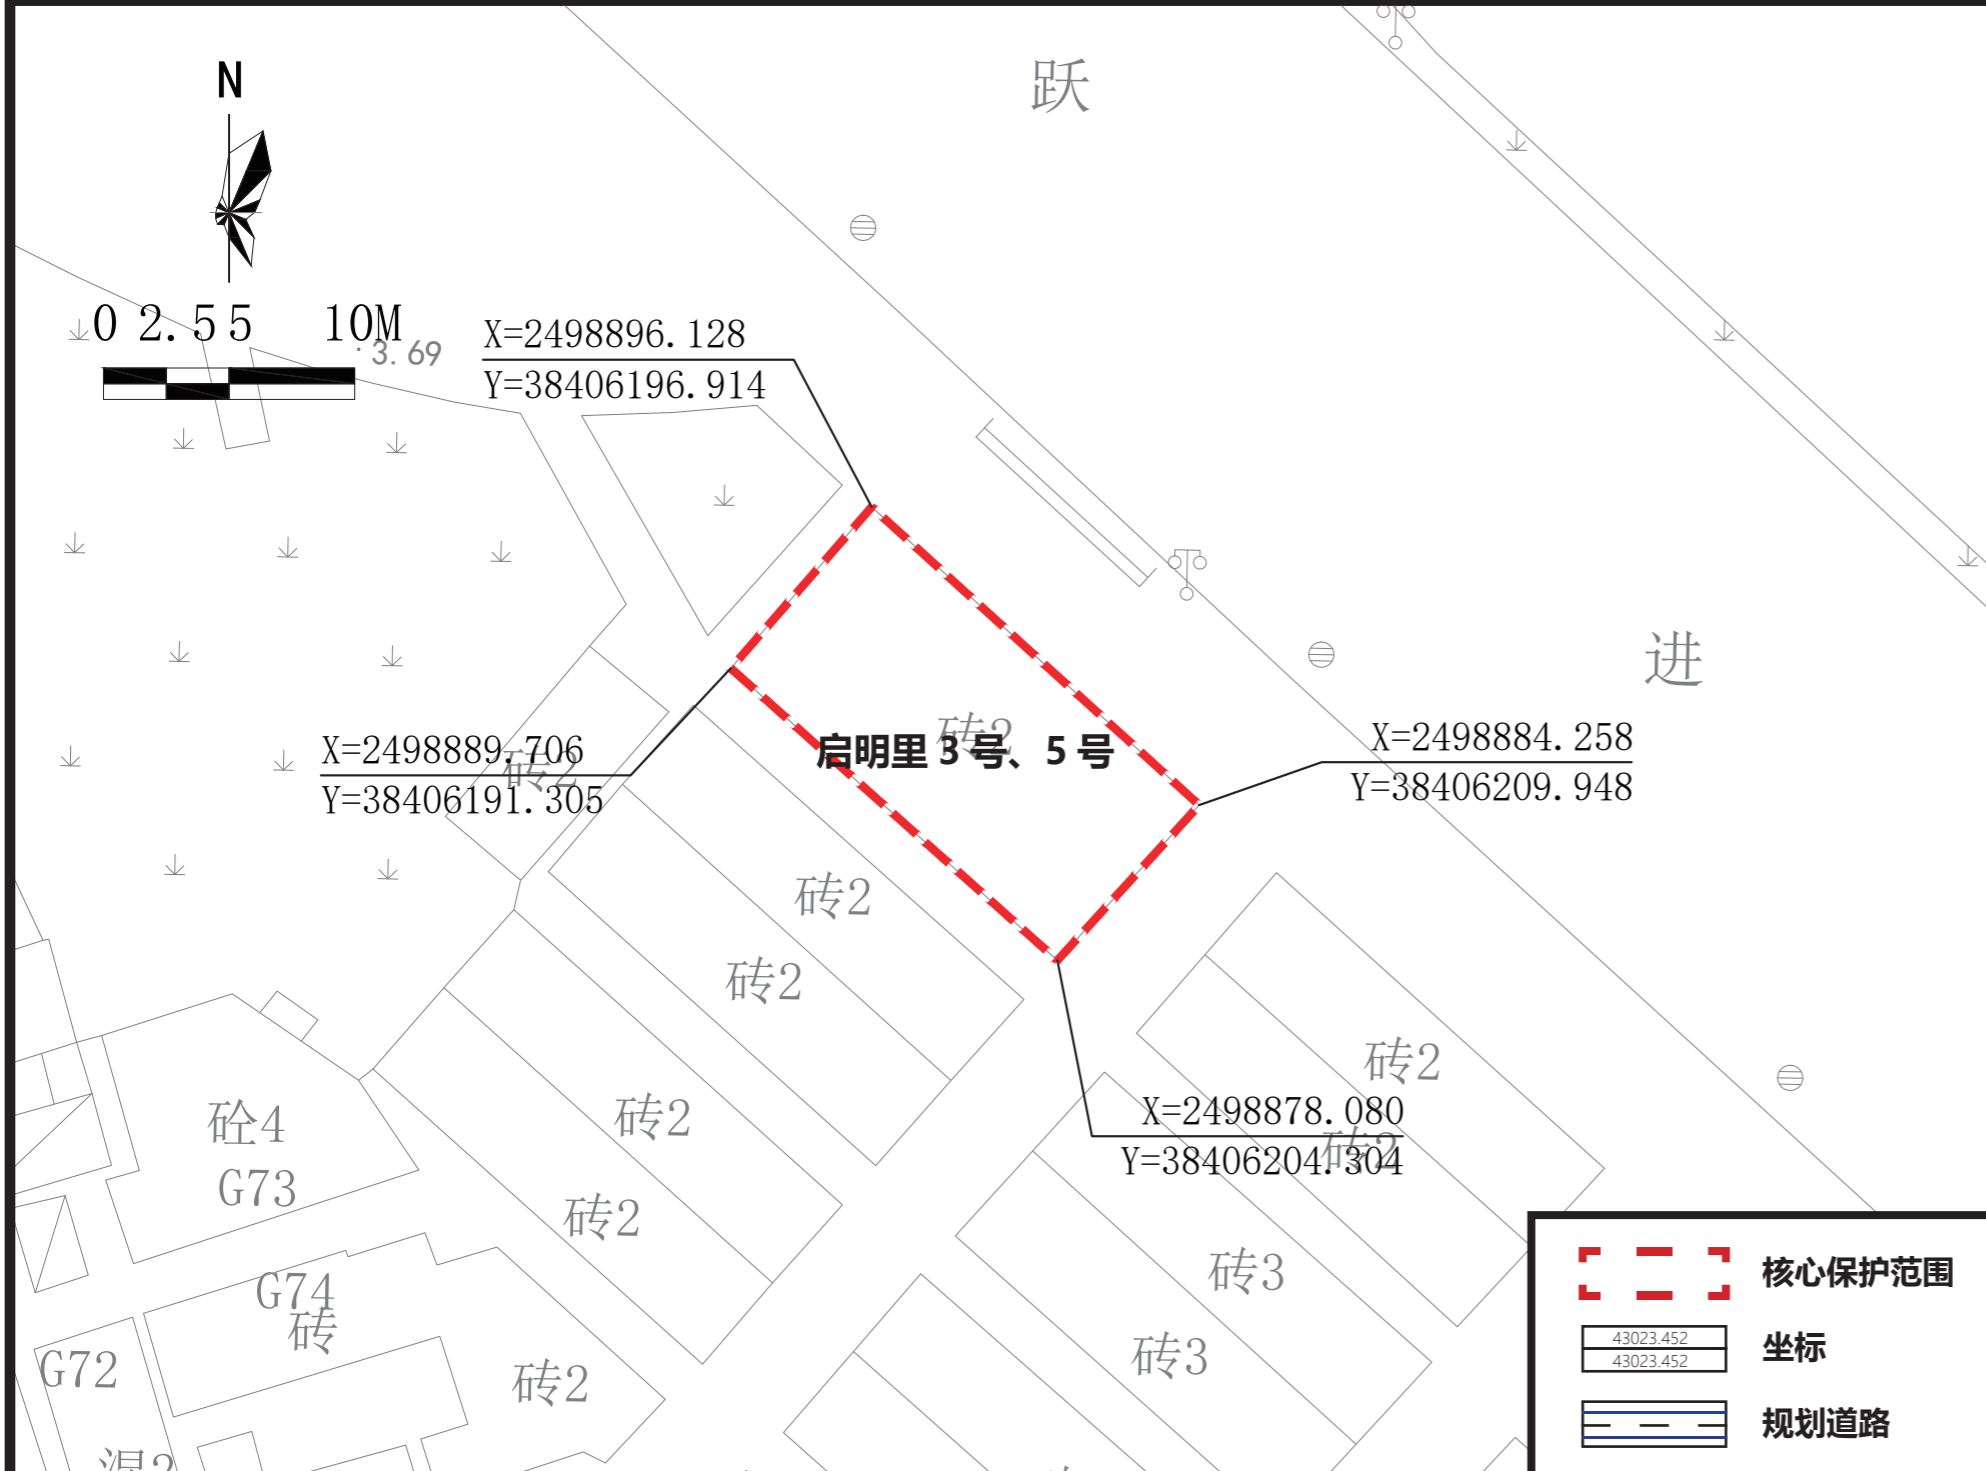 跃
N
0 2.5 5 10M
3.69
X=2498896.128
Y=38406196.914
进
启明里3号、5号
砖2
X=2498889.706
Y=38406191.305
砖2
X=2498884.258
Y=38406209.948
砖2
砖2
砖2
砖2
X=2498878.080
Y=38406204.304
砖2
砼4
G73
砖2
砖3
G74
砖
砖3
G72
砖2
核心保护范围
43023.452
43023.452
坐标
规划道路